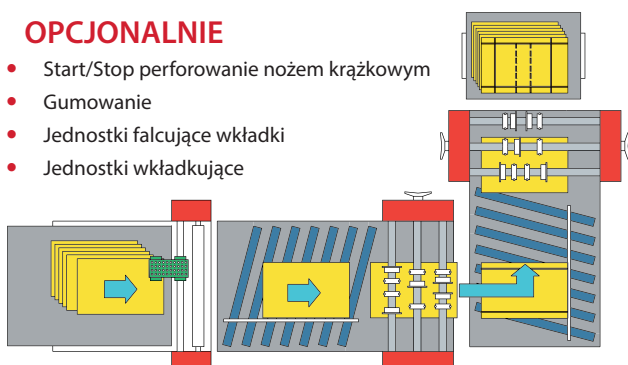 OPCJONALNIE
• Start/Stop perforowanie nożem krążkowym
• Gumowanie
• Jednostki falcujące wkładki
• Jednostki wkładkujące